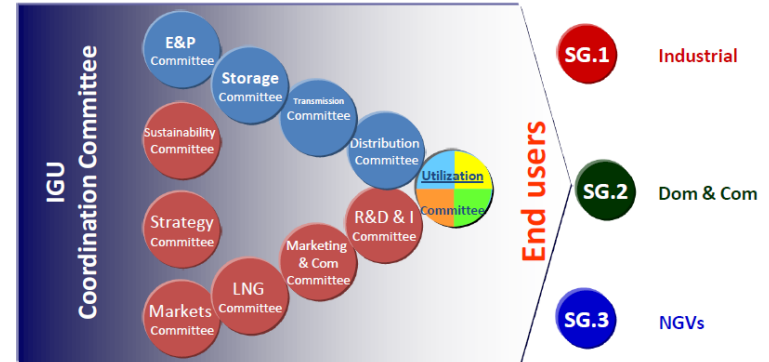 IGU
Coordination Committee
E&P
Committee
Storage
Committee
Transmission
Committee
Distribution
Committee
Utilization
Committee
Sustainability
Committee
Strategy
Committee
Markets
Committee
LNG
Committee
Marketing
& Com
Committee
R&D & I
Committee
End users
SG.1
Industrial
SG.2
Dom & Com
SG.3
NGVs